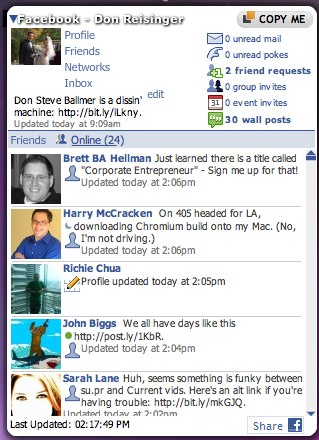 Facebook - Don Reisinger
COPY ME
Profile
Friends
Networks
Inbox
0 unread mail
0 unread pokes
2 friend requests
0 group invites
31
0 event invites
30 wall posts
Don Steve Ballmer is a dissin' edit
machine: http://bit.ly/iLkny.
Updated today at 9:09am
Friends Online (24)
Brett BA Hellman Just learned there is a title called
"Corporate Entrepreneur" - Sign me up for that!
Updated today at 2:06pm
Harry McCracken On 405 headed for LA,
downloading Chromium build onto my Mac. (No,
I'm not driving.)
Updated today at 2:06pm
Richie Chua
Profile updated today at 2:05pm
John Biggs We all have days like this
http://post.ly/1KbR.
Updated today at 2:04pm
Sarah Lane Huh, seems something is funky between
su.pr and Current vids. Here's an alt link if you're
having trouble: http://bit.ly/mkGJQ.
Updated today at 2:02pm
Last Updated: 02:17:49 PM
Share f